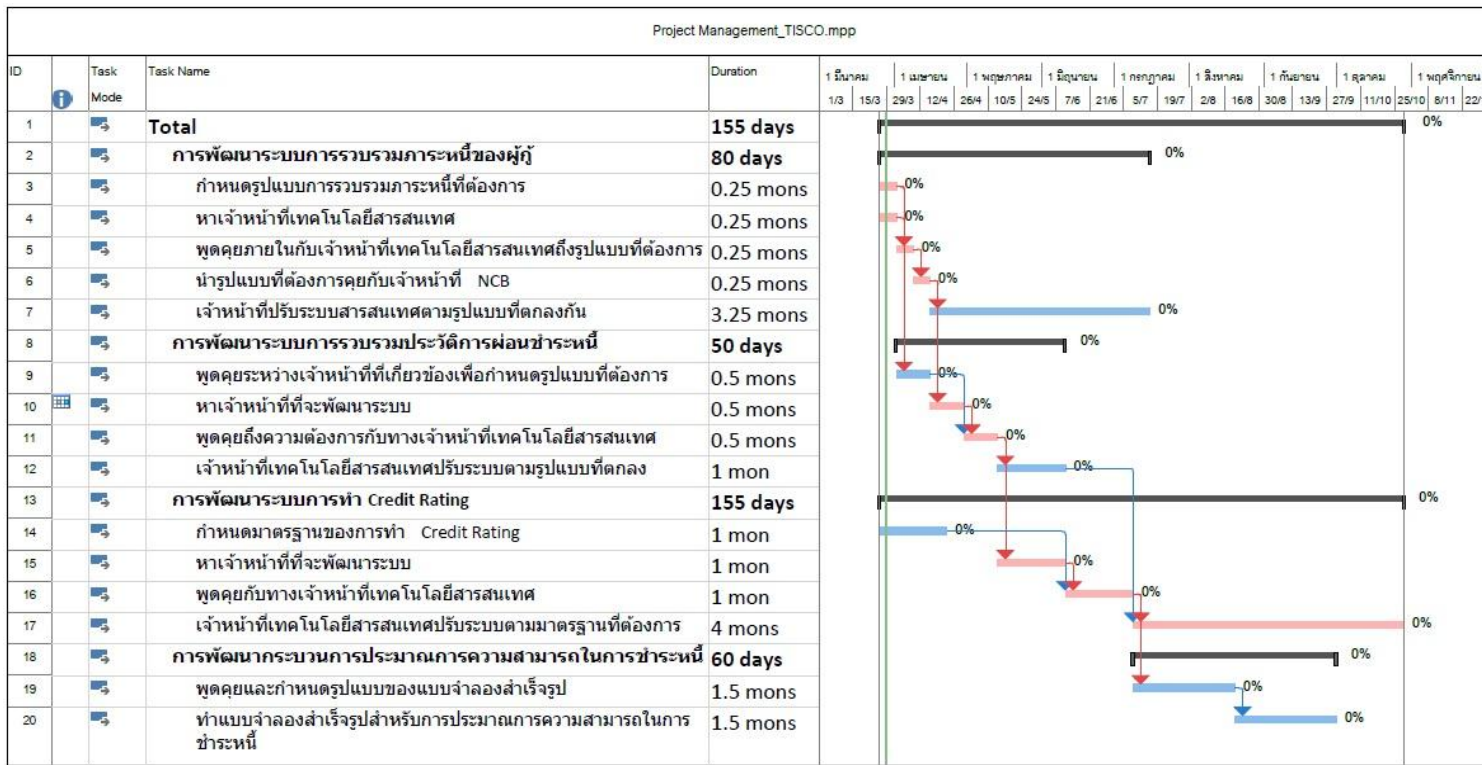 Project Management_TISCO.mpp
ID Task Mode Task Name Duration
1 มีนาคม 1 เมษายน 1 พฤษภาคม 1 มิถุนายน 1 กรกฎาคม 1 สิงหาคม 1 กันยายน 1 ตุลาคม 1 พฤศจิกายน
1/3 15/3 29/3 12/4 26/4 10/5 24/5 7/6 21/6 5/7 19/7 2/8 16/8 30/8 13/9 27/9 11/10 25/10 8/11 22/
1 Total 155 days 0%
2 การพัฒนาระบบการรวบรวมภาระหนี้ของผู้กู้ 80 days 0%
3 กำหนดรูปแบบการรวบรวมภาระหนี้ที่ต้องการ 0.25 mons 0%
4 หาเจ้าหน้าที่เทคโนโลยีสารสนเทศ 0.25 mons 0%
5 พูดคุยภายในกับเจ้าหน้าที่เทคโนโลยีสารสนเทศถึงรูปแบบที่ต้องการ 0.25 mons 0%
6 นำรูปแบบที่ต้องการคุยกับเจ้าหน้าที่ NCB 0.25 mons 0%
7 เจ้าหน้าที่ปรับระบบสารสนเทศตามรูปแบบที่ตกลงกัน 3.25 mons 0%
8 การพัฒนาระบบการรวบรวมประวัติการผ่อนชำระหนี้ 50 days 0%
9 พูดคุยระหว่างเจ้าหน้าที่ที่เกี่ยวข้องเพื่อกำหนดรูปแบบที่ต้องการ 0.5 mons 0%
10 หาเจ้าหน้าที่ที่จะพัฒนาระบบ 0.5 mons 0%
11 พูดคุยถึงความต้องการกับทางเจ้าหน้าที่เทคโนโลยีสารสนเทศ 0.5 mons 0%
12 เจ้าหน้าที่เทคโนโลยีสารสนเทศปรับระบบตามรูปแบบที่ตกลง 1 mon 0%
13 การพัฒนาระบบการทำ Credit Rating 155 days 0%
14 กำหนดมาตรฐานของการทำ Credit Rating 1 mon 0%
15 หาเจ้าหน้าที่ที่จะพัฒนาระบบ 1 mon 0%
16 พูดคุยกับทางเจ้าหน้าที่เทคโนโลยีสารสนเทศ 1 mon 0%
17 เจ้าหน้าที่เทคโนโลยีสารสนเทศปรับระบบตามมาตรฐานที่ต้องการ 4 mons 0%
18 การพัฒนากระบวนการประมาณการความสามารถในการชำระหนี้ 60 days 0%
19 พูดคุยและกำหนดรูปแบบของแบบจำลองสำเร็จรูป 1.5 mons 0%
20 ทำแบบจำลองสำเร็จรูปสำหรับการประมาณการความสามารถในการ 1.5 mons 0%
ชำระหนี้